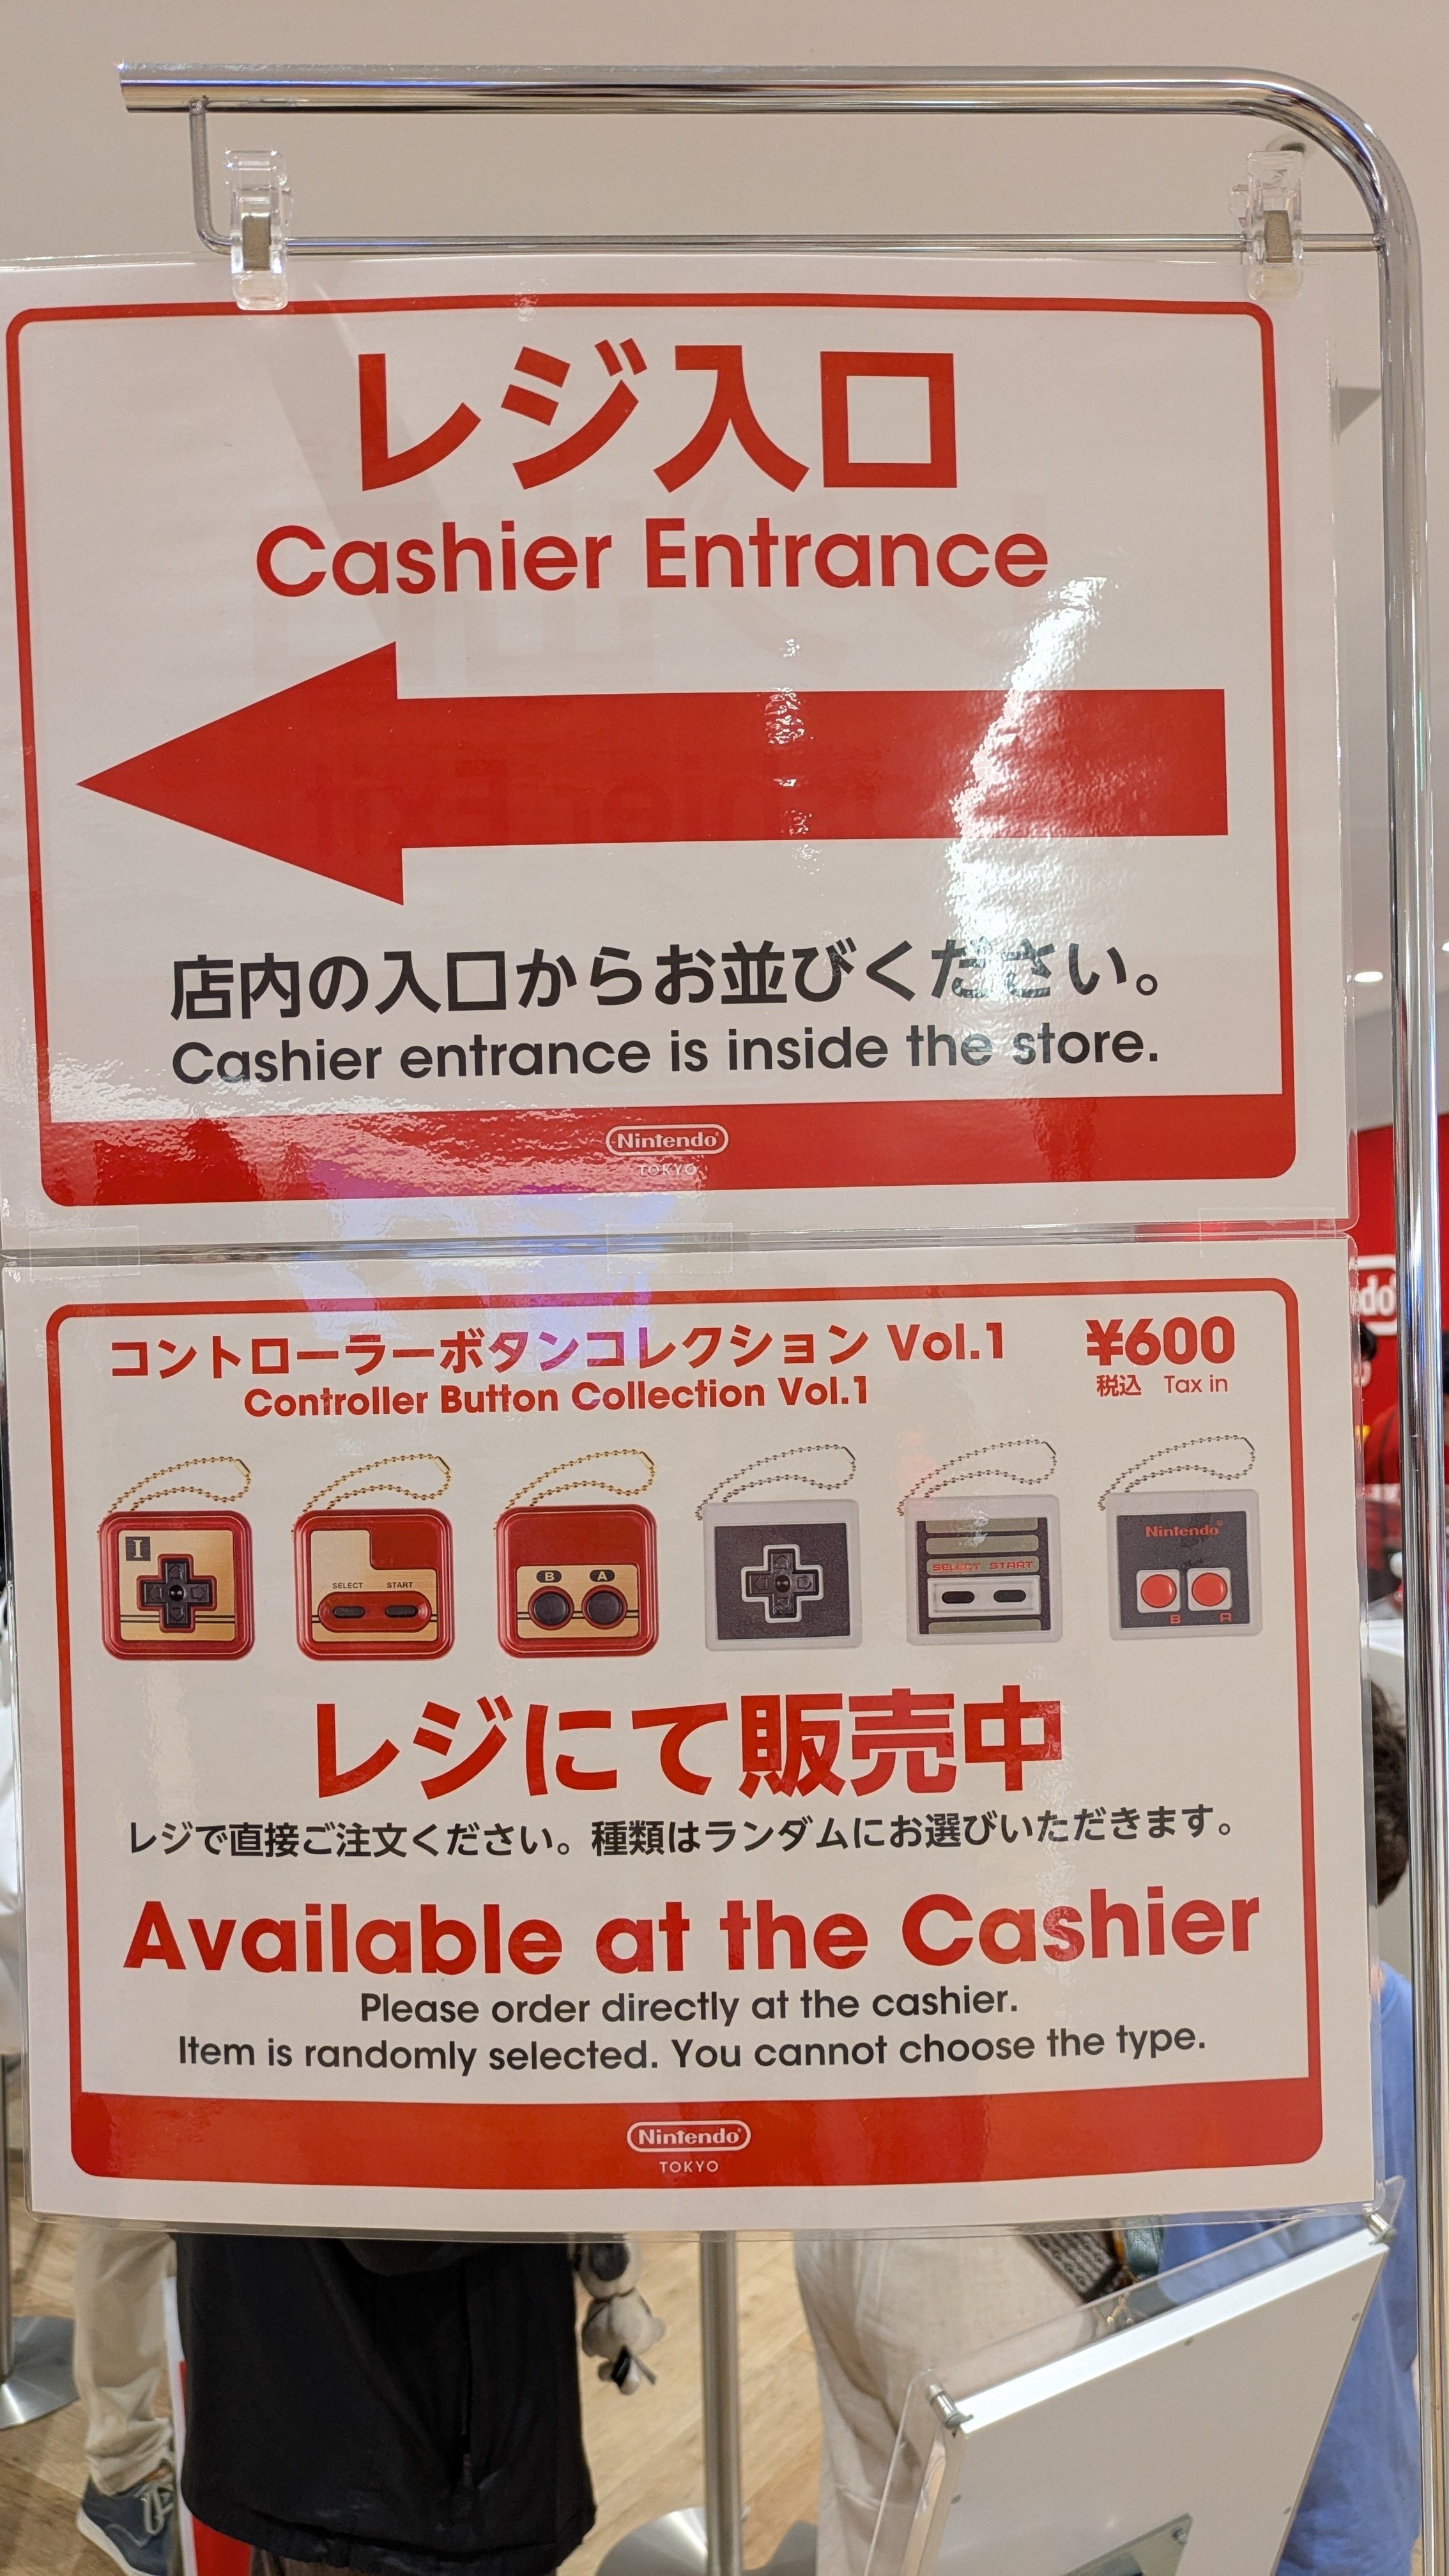 レジ入口
Cashier Entrance
店内の入口からお並びください。
Cashier entrance is inside the store.
Nintendo
TOKYO
コントローラーボタンコレクション Vol.1
Controller Button Collection Vol.1
¥600
税込 Tax in
I
SELECT START
B A
SELECT START
Nintendo
B A
レジにて販売中
レジで直接ご注文ください。種類はランダムにお選びいただきます。
Available at the Cashier
Please order directly at the cashier.
Item is randomly selected. You cannot choose the type.
Nintendo
TOKYO